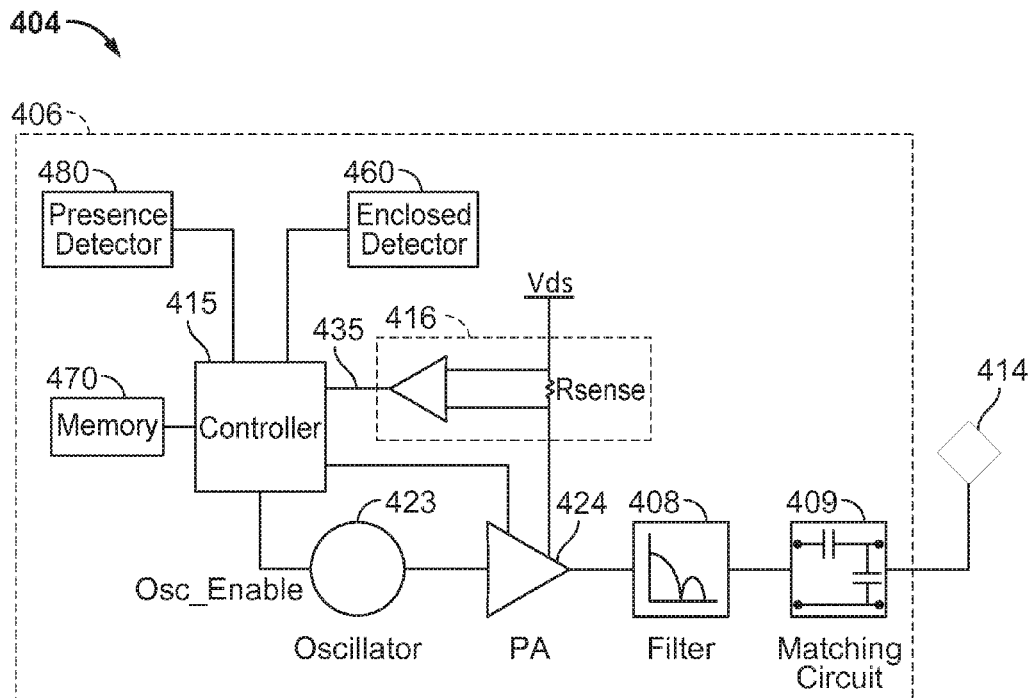 404
406
480
460
Presence
Detector
Enclosed
Detector
Vds
415
435
416
470
Memory
Controller
Rsense
414
423
424
408
409
Osc_Enable
Oscillator
PA
Filter
Matching
Circuit